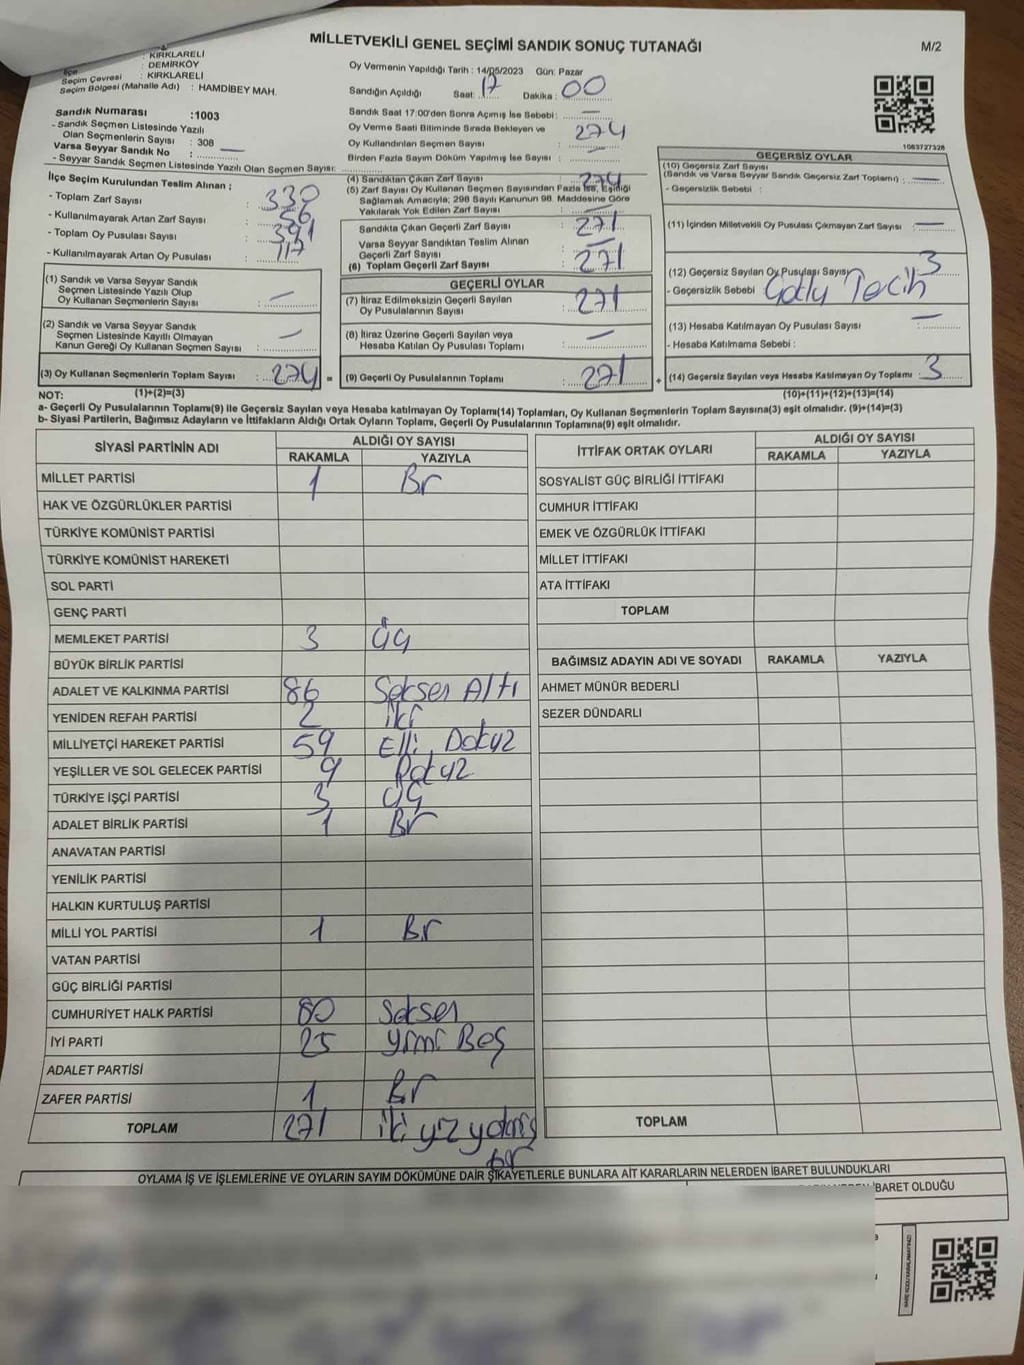 MİLLETVEKİLİ GENEL SEÇİMİ SANDIK SONUÇ TUTANAĞI
M/2
: KIRKLARELİ
İlçe : DEMİRKÖY
Seçim Çevresi : KIRKLARELİ
Seçim Bölgesi (Mahalle Adı) : HAMDİBEY MAH.
Oy Vermenin Yapıldığı Tarih : 14/05/2023 Gün: Pazar
Sandığın Açıldığı Saat: 17 Dakika: 00
Sandık Saat 17:00'den Sonra Açımış İse Sebebi: —
Oy Verme Saati Bitiminde Sırada Bekleyen ve
Oy Kullandırılan Seçmen Sayısı : 274
Birden Fazla Sayım Döküm Yapılmış İse Sayısı : —
1083727328
Sandık Numarası :1003
- Sandık Seçmen Listesinde Yazılı
Olan Seçmenlerin Sayısı : 308
Varsa Seyyar Sandık No : —
- Seyyar Sandık Seçmen Listesinde Yazılı Olan Seçmen Sayısı:
İlçe Seçim Kurulundan Teslim Alınan ;
- Toplam Zarf Sayısı : 330
- Kullanılmayarak Artan Zarf Sayısı : 56
- Toplam Oy Pusulası Sayısı : 391
- Kullanılmayarak Artan Oy Pusulası : 117
(1) Sandık ve Varsa Seyyar Sandık
Seçmen Listesinde Yazılı Olup
Oy Kullanan Seçmenlerin Sayısı : —
(2) Sandık ve Varsa Seyyar Sandık
Seçmen Listesinde Kayıtlı Olmayan
Kanun Gereği Oy Kullanan Seçmen Sayısı : —
(3) Oy Kullanan Seçmenlerin Toplam Sayısı : 274 =
(4) Sandıktan Çıkan Zarf Sayısı : 274
(5) Zarf Sayısı Oy Kullanan Seçmen Sayısından Fazla İse, Eşitliği
Sağlamak Amacıyla; 298 Sayılı Kanunun 98. Maddesine Göre
Yakılarak Yok Edilen Zarf Sayısı : —
Sandıkta Çıkan Geçerli Zarf Sayısı : 271
Varsa Seyyar Sandıktan Teslim Alınan
Geçerli Zarf Sayısı : —
(6) Toplam Geçerli Zarf Sayısı : 271
GEÇERLİ OYLAR
(7) İtiraz Edilmeksizin Geçerli Sayılan
Oy Pusulalarının Sayısı : 271
(8) İtiraz Üzerine Geçerli Sayılan veya
Hesaba Katılan Oy Pusulası Toplamı : —
(9) Geçerli Oy Pusulalarının Toplamı : 271 +
GEÇERSİZ OYLAR
(10) Geçersiz Zarf Sayısı
(Sandık ve Varsa Seyyar Sandık Geçersiz Zarf Toplamı) : —
- Geçersizlik Sebebi :
(11) İçinden Milletvekili Oy Pusulası Çıkmayan Zarf Sayısı : —
(12) Geçersiz Sayılan Oy Pusulası Sayısı : 3
- Geçersizlik Sebebi :
(13) Hesaba Katılmayan Oy Pusulası Sayısı : —
- Hesaba Katılmama Sebebi :
(14) Geçersiz Sayılan veya Hesaba Katılmayan Oy Toplamı : 3
NOT: (1)+(2)=(3) (10)+(11)+(12)+(13)=(14)
a- Geçerli Oy Pusulalarının Toplamı(9) ile Geçersiz Sayılan veya Hesaba katılmayan Oy Toplamı(14) Toplamları, Oy Kullanan Seçmenlerin Toplam Sayısına(3) eşit olmalıdır. (9)+(14)=(3)
b- Siyasi Partilerin, Bağımsız Adayların ve İttifakların Aldığı Ortak Oyların Toplamı, Geçerli Oy Pusulalarının Toplamına(9) eşit olmalıdır.
SİYASİ PARTİNİN ADI ALDIĞI OY SAYISI
RAKAMLA YAZIYLA
MİLLET PARTİSİ 1 Bir
HAK VE ÖZGÜRLÜKLER PARTİSİ
TÜRKİYE KOMÜNİST PARTİSİ
TÜRKİYE KOMÜNİST HAREKETİ
SOL PARTİ
GENÇ PARTİ
MEMLEKET PARTİSİ 3 Üç
BÜYÜK BİRLİK PARTİSİ
ADALET VE KALKINMA PARTİSİ 86 Seksen Altı
YENİDEN REFAH PARTİSİ 2 iki
MİLLİYETÇİ HAREKET PARTİSİ 59 Elli Dokuz
YEŞİLLER VE SOL GELECEK PARTİSİ 9 Dokuz
TÜRKİYE İŞÇİ PARTİSİ 3 Üç
ADALET BİRLİK PARTİSİ 1 Bir
ANAVATAN PARTİSİ
YENİLİK PARTİSİ
HALKIN KURTULUŞ PARTİSİ
MİLLİ YOL PARTİSİ 1 Bir
VATAN PARTİSİ
GÜÇ BİRLİĞİ PARTİSİ
CUMHURİYET HALK PARTİSİ 80 Seksen
İYİ PARTİ 25 yirmi Beş
ADALET PARTİSİ
ZAFER PARTİSİ 1 Bir
TOPLAM 271 iki yüz yetmiş
bir
İTTİFAK ORTAK OYLARI ALDIĞI OY SAYISI
RAKAMLA YAZIYLA
SOSYALİST GÜÇ BİRLİĞİ İTTİFAKI
CUMHUR İTTİFAKI
EMEK VE ÖZGÜRLÜK İTTİFAKI
MİLLET İTTİFAKI
ATA İTTİFAKI
TOPLAM
BAĞIMSIZ ADAYIN ADI VE SOYADI RAKAMLA YAZIYLA
AHMET MÜNÜR BEDERLİ
SEZER DÜNDARLI
TOPLAM
OYLAMA İŞ VE İŞLEMLERİNE VE OYLARIN SAYIM DÖKÜMÜNE DAİR ŞİKAYETLERLE BUNLARA AİT KARARLARIN NELERDEN İBARET BULUNDUKLARI
İBARET OLDUĞU